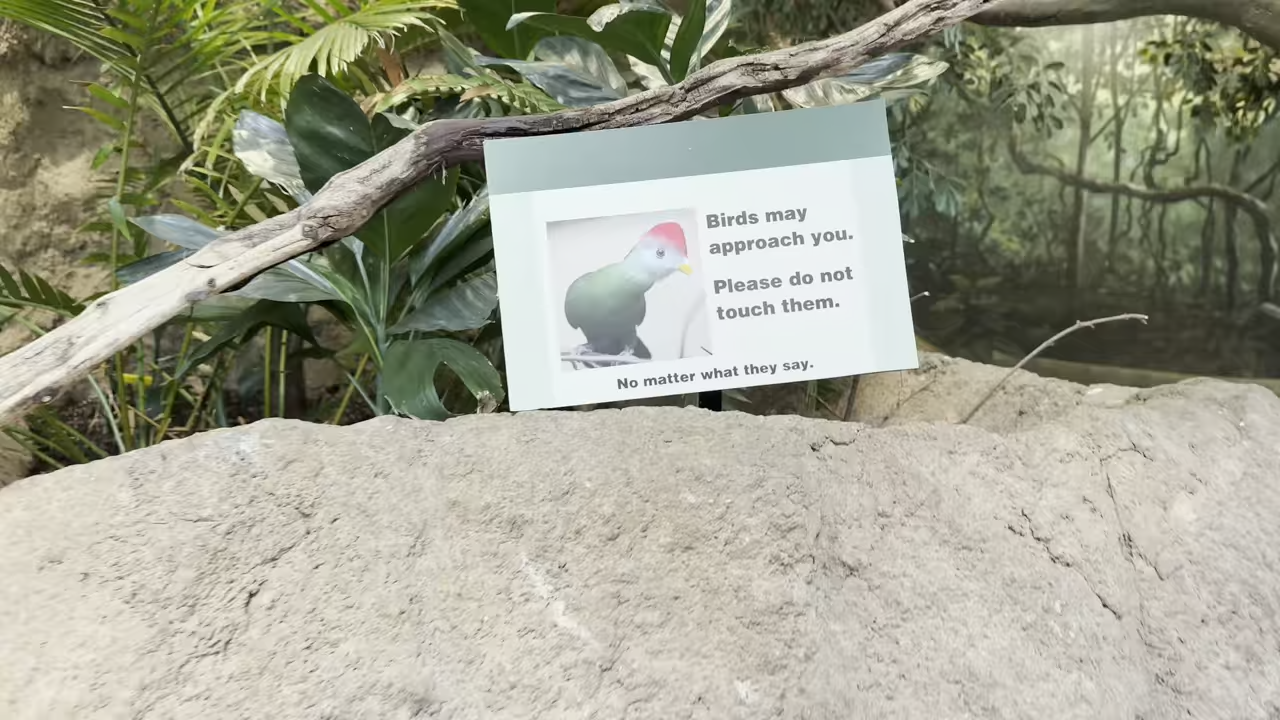 Birds may
approach you.
Please do not
touch them.
No matter what they say.